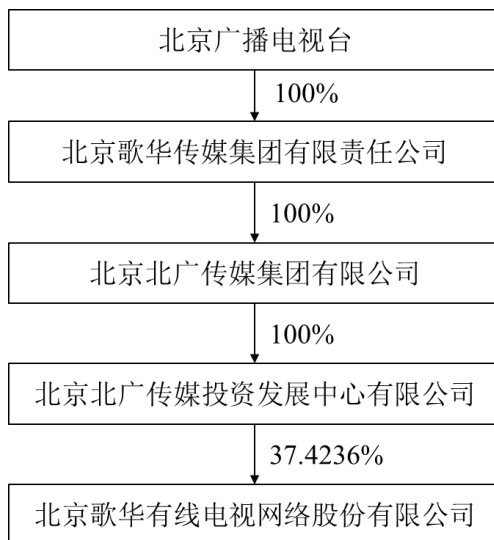 北京广播电视台
100%
北京歌华传媒集团有限责任公司
100%
北京北广传媒集团有限公司
100%
北京北广传媒投资发展中心有限公司
37.4236%
北京歌华有线电视网络股份有限公司